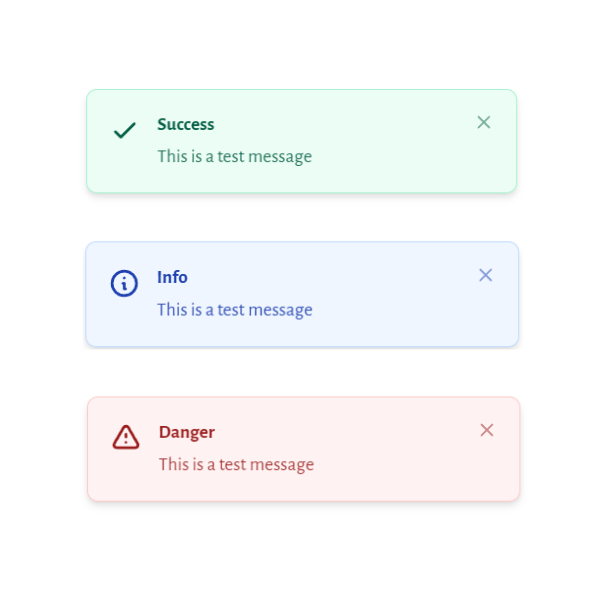 Success
This is a test message
Info
This is a test message
Danger
This is a test message